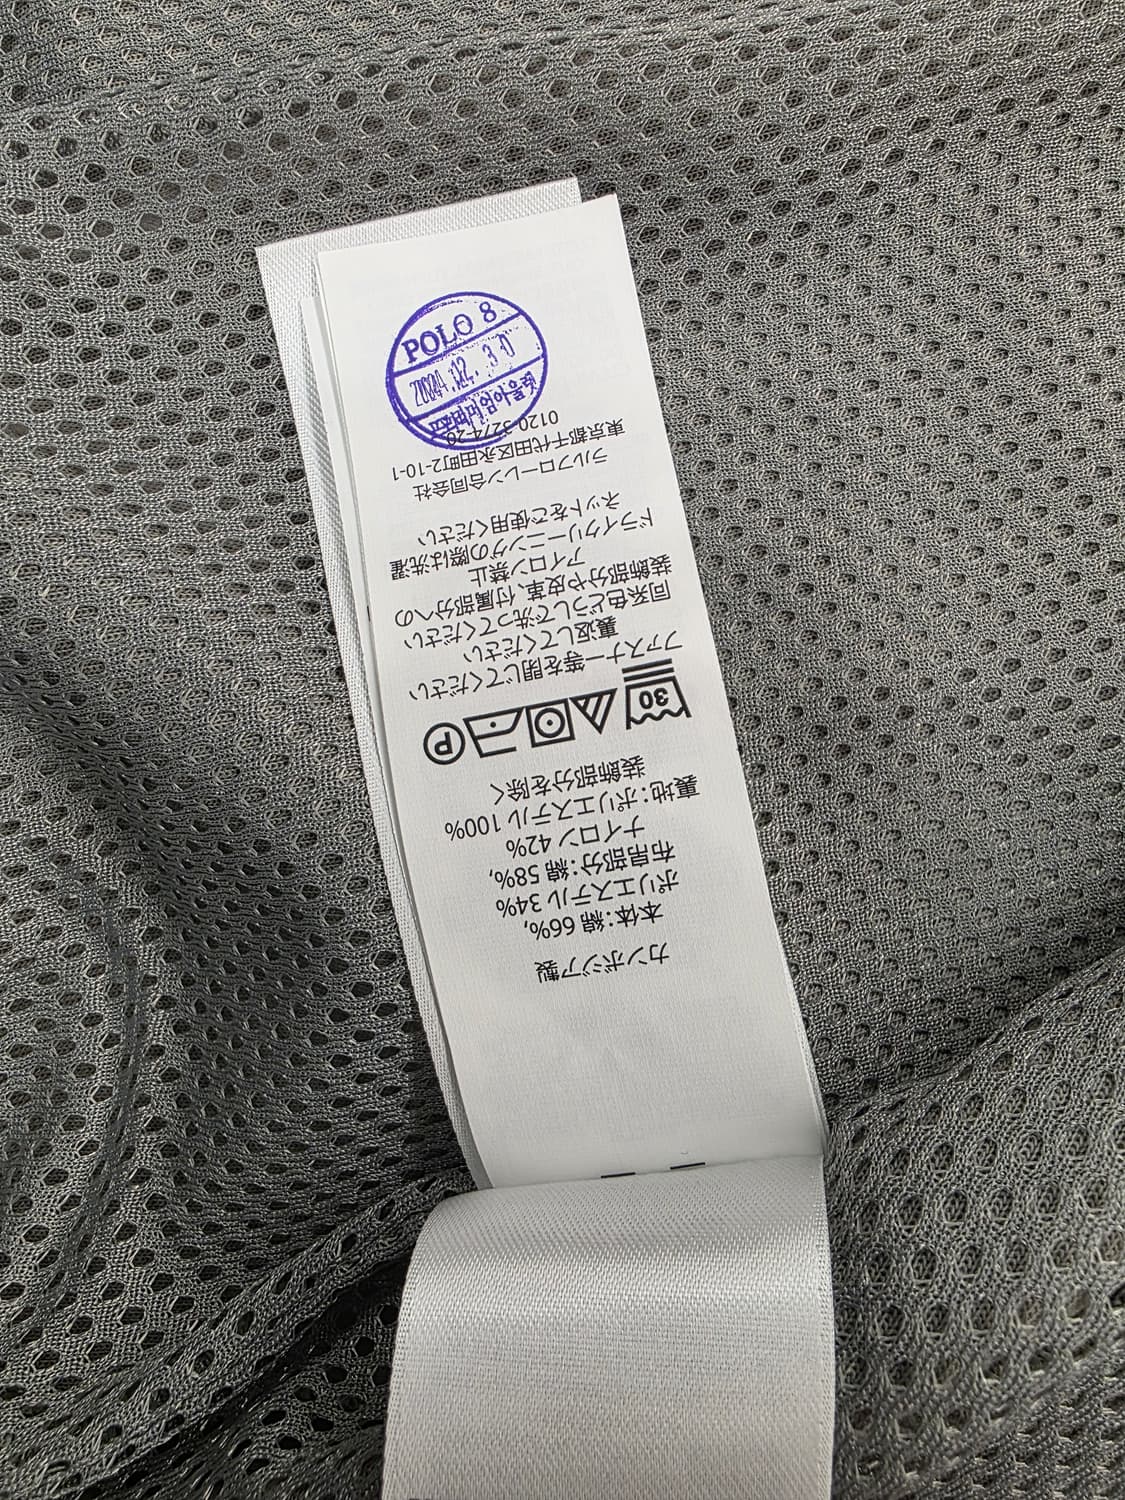 カンボジア製
本体:綿 66%,
ポリエステル 34%
布帛部分:綿 58%,
ナイロン 42%
裏地:ポリエステル 100%
装飾部分を除く
30
P
ファスナー等を閉じてください
裏返してください
同系色どうしで洗ってください
装飾部分や皮革、付属部分への
アイロン禁止
ドライクリーニングの際は洗濯
ネットをご使用ください
ラルフローレン合同会社
東京都千代田区永田町2-10-1
0120-3274-20
POLO 8
12. 30
프리미엄아울렛